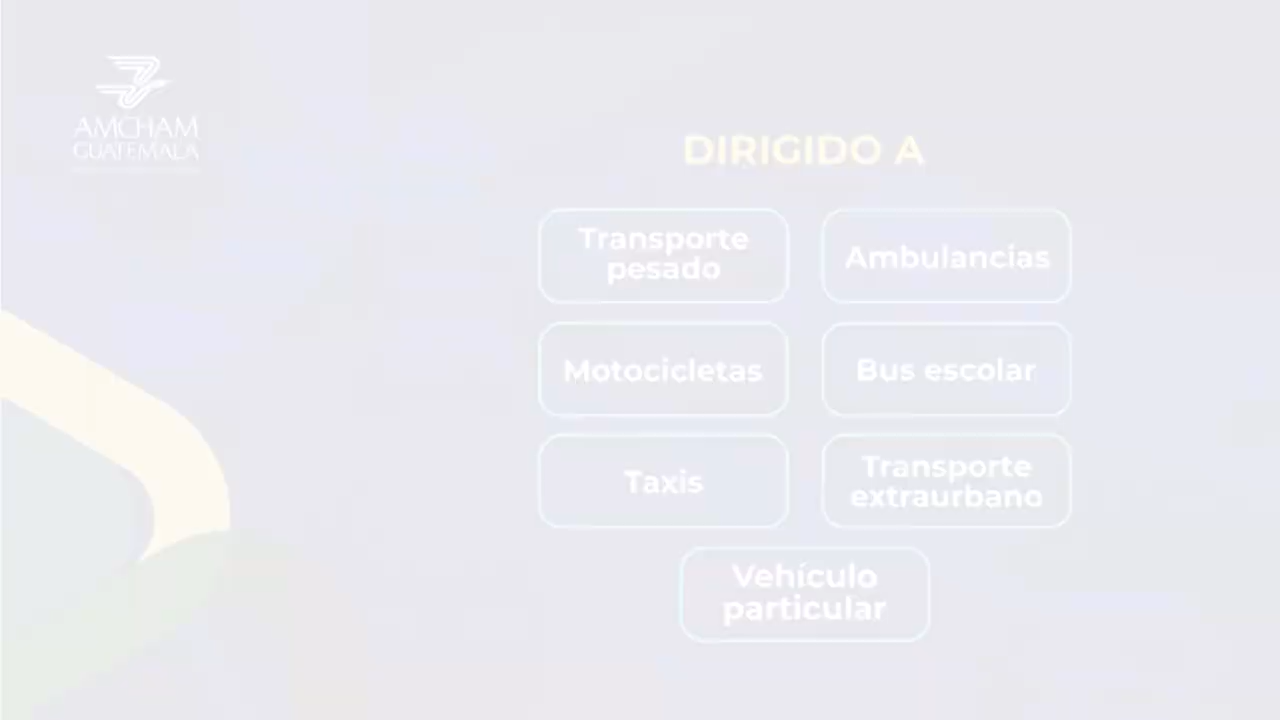 AMCHAM
GUATEMALA
DIRIGIDO A
Transporte
pesado
Ambulancias
Motocicletas
Bus escolar
Taxis
Transporte
extraurbano
Vehículo
particular